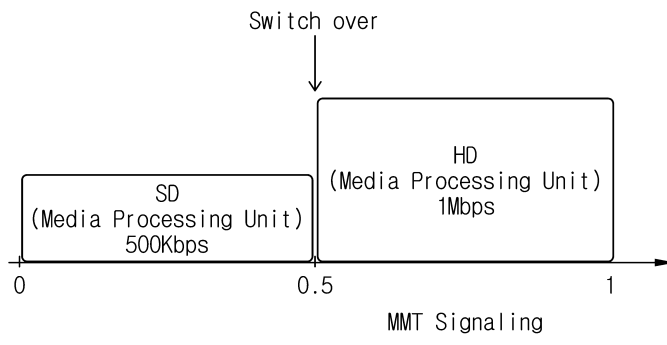 Switch over
HD
(Media Processing Unit)
1Mbps
SD
(Media Processing Unit)
500Kbps
0
0.5
1
MMT Signaling